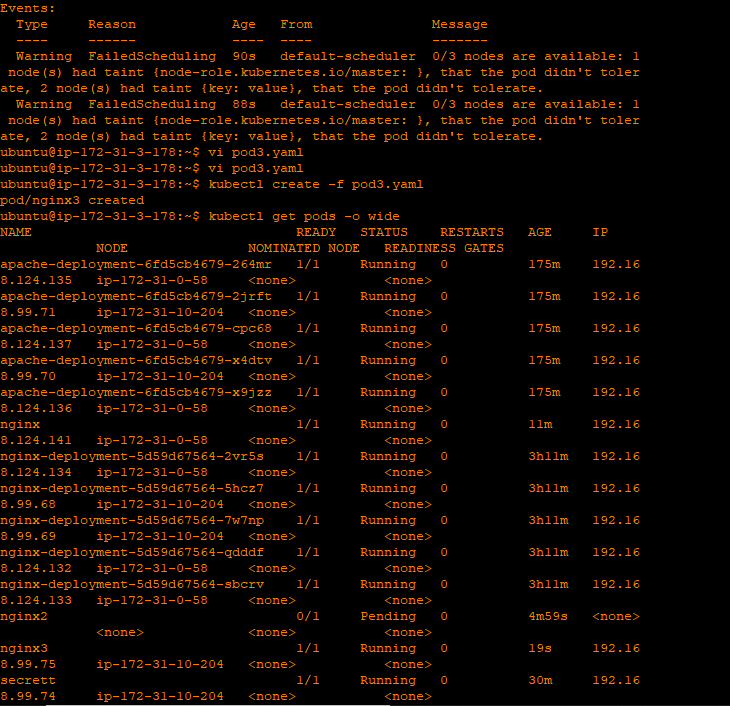 Events:
  Type     Reason            Age   From               Message
  ----     ------            ----  ----               -------
  Warning  FailedScheduling  90s   default-scheduler  0/3 nodes are available: 1
 node(s) had taint {node-role.kubernetes.io/master: }, that the pod didn't toler
ate, 2 node(s) had taint {key: value}, that the pod didn't tolerate.
  Warning  FailedScheduling  88s   default-scheduler  0/3 nodes are available: 1
 node(s) had taint {node-role.kubernetes.io/master: }, that the pod didn't toler
ate, 2 node(s) had taint {key: value}, that the pod didn't tolerate.
ubuntu@ip-172-31-3-178:~$ vi pod3.yaml
ubuntu@ip-172-31-3-178:~$ vi pod3.yaml
ubuntu@ip-172-31-3-178:~$ kubectl create -f pod3.yaml
pod/nginx3 created
ubuntu@ip-172-31-3-178:~$ kubectl get pods -o wide
NAME                                 READY   STATUS    RESTARTS   AGE     IP
            NODE               NOMINATED NODE   READINESS GATES
apache-deployment-6fd5cb4679-264mr   1/1     Running   0          175m    192.16
8.124.135   ip-172-31-0-58     <none>           <none>
apache-deployment-6fd5cb4679-2jrft   1/1     Running   0          175m    192.16
8.99.71     ip-172-31-10-204   <none>           <none>
apache-deployment-6fd5cb4679-cpc68   1/1     Running   0          175m    192.16
8.124.137   ip-172-31-0-58     <none>           <none>
apache-deployment-6fd5cb4679-x4dtv   1/1     Running   0          175m    192.16
8.99.70     ip-172-31-10-204   <none>           <none>
apache-deployment-6fd5cb4679-x9jzz   1/1     Running   0          175m    192.16
8.124.136   ip-172-31-0-58     <none>           <none>
nginx                                1/1     Running   0          11m     192.16
8.124.141   ip-172-31-0-58     <none>           <none>
nginx-deployment-5d59d67564-2vr5s    1/1     Running   0          3h11m   192.16
8.124.134   ip-172-31-0-58     <none>           <none>
nginx-deployment-5d59d67564-5hcz7    1/1     Running   0          3h11m   192.16
8.99.68     ip-172-31-10-204   <none>           <none>
nginx-deployment-5d59d67564-7w7np    1/1     Running   0          3h11m   192.16
8.99.69     ip-172-31-10-204   <none>           <none>
nginx-deployment-5d59d67564-qdddf    1/1     Running   0          3h11m   192.16
8.124.132   ip-172-31-0-58     <none>           <none>
nginx-deployment-5d59d67564-sbcrv    1/1     Running   0          3h11m   192.16
8.124.133   ip-172-31-0-58     <none>           <none>
nginx2                               0/1     Pending   0          4m59s   <none>
            <none>             <none>           <none>
nginx3                               1/1     Running   0          19s     192.16
8.99.75     ip-172-31-10-204   <none>           <none>
secrett                              1/1     Running   0          30m     192.16
8.99.74     ip-172-31-10-204   <none>           <none>